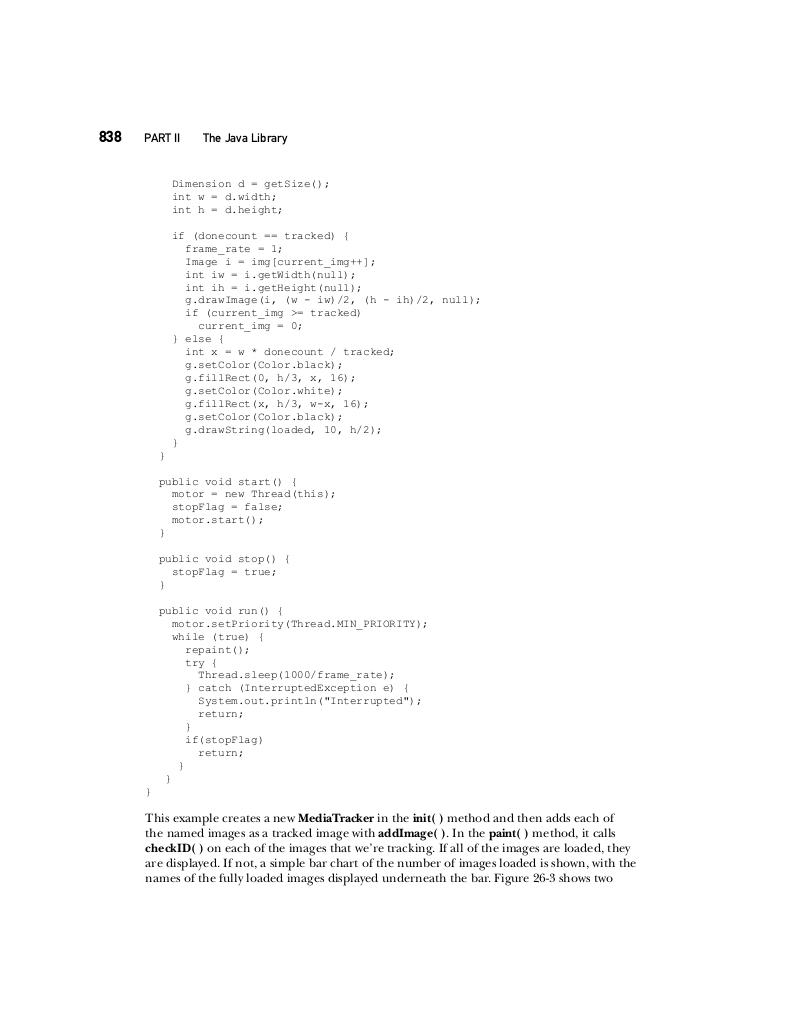 838 PART II The Java Library
Dimension d = getSize();
int w = d.width;
int h = d.height;
if (donecount == tracked) {
frame_rate = 1;
Image i = img[current_img++];
int iw = i.getWidth(null);
int ih = i.getHeight(null);
g.drawImage(i, (w - iw)/2, (h - ih)/2, null);
if (current_img >= tracked)
current_img = 0;
} else {
int x = w * donecount / tracked;
g.setColor(Color.black);
g.fillRect(0, h/3, x, 16);
g.setColor(Color.white);
g.fillRect(x, h/3, w-x, 16);
g.setColor(Color.black);
g.drawString(loaded, 10, h/2);
}
}
public void start() {
motor = new Thread(this);
stopFlag = false;
motor.start();
}
public void stop() {
stopFlag = true;
}
public void run() {
motor.setPriority(Thread.MIN_PRIORITY);
while (true) {
repaint();
try {
Thread.sleep(1000/frame_rate);
} catch (InterruptedException e) {
System.out.println("Interrupted");
return;
}
if(stopFlag)
return;
}
}
}
This example creates a new MediaTracker in the init( ) method and then adds each of
the named images as a tracked image with addImage( ). In the paint( ) method, it calls
checkID( ) on each of the images that we're tracking. If all of the images are loaded, they
are displayed. If not, a simple bar chart of the number of images loaded is shown, with the
names of the fully loaded images displayed underneath the bar. Figure 26-3 shows two